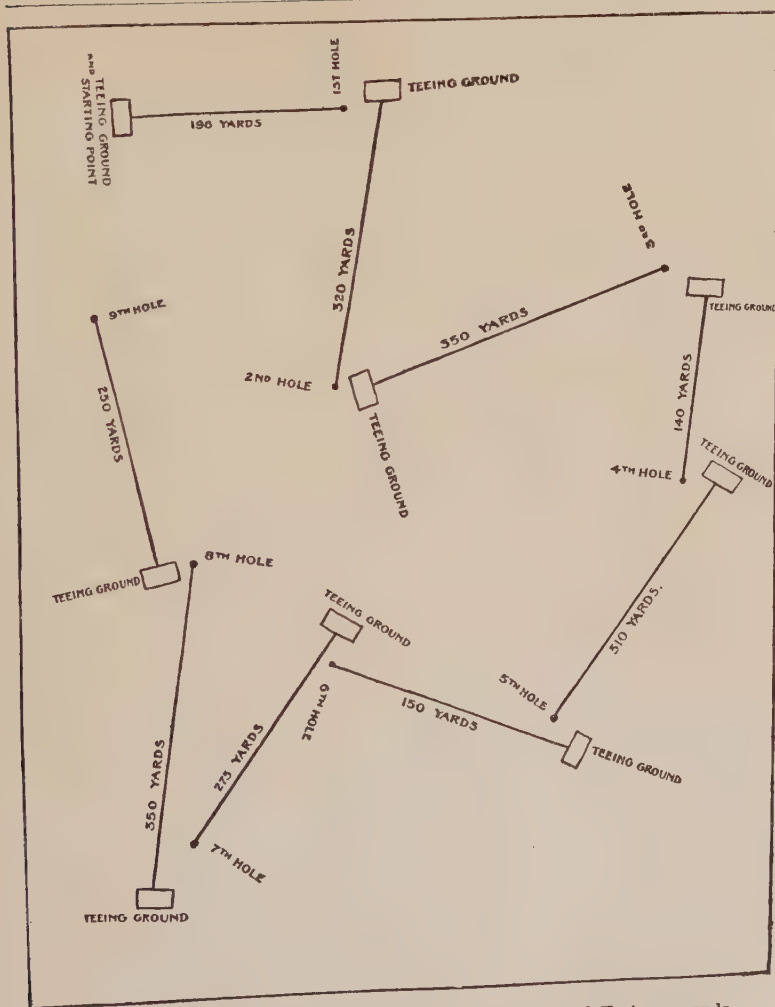 TEEING GROUND
AND
STARTING POINT
YARDS
1ST HOLE
TEEING GROUND
320 YARDS
2ND HOLE
TEEING GROUND
350 YARDS
3RD HOLE
TEEING GROUND
140 YARDS
4TH HOLE
TEEING GROUND
310 YARDS.
5TH HOLE
TEEING GROUND
150 YARDS
6TH HOLE
TEEING GROUND
275 YARDS
7TH HOLE
TEEING GROUND
350 YARDS
8TH HOLE
TEEING GROUND
250 YARDS
9TH HOLE